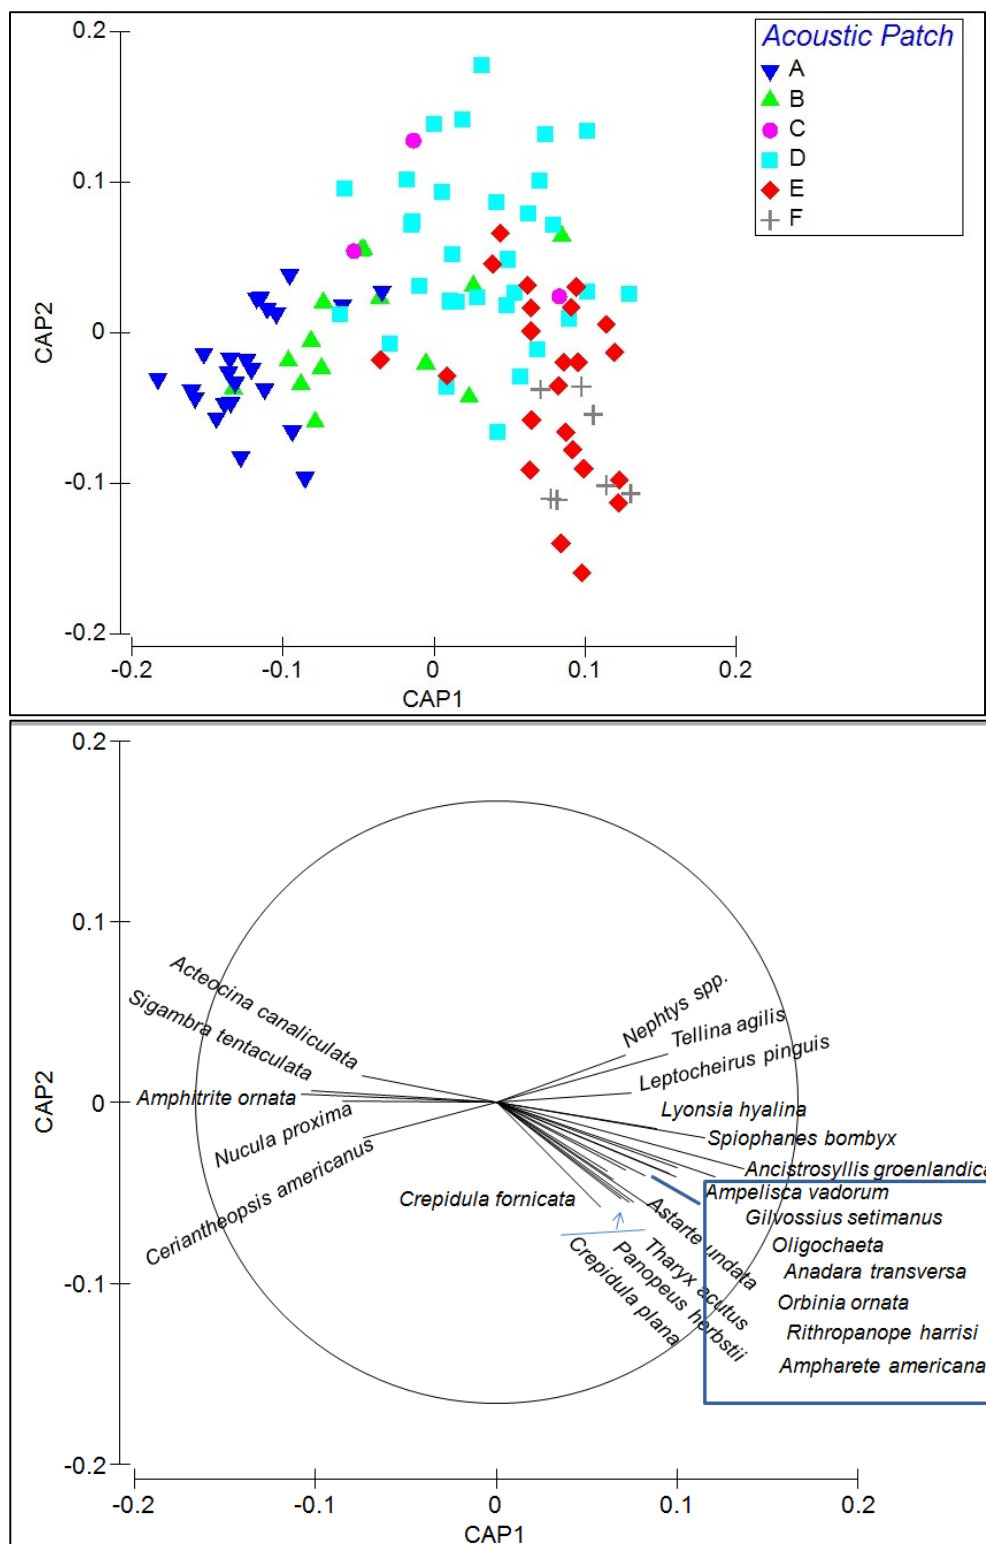 0.2
Acoustic Patch
A
B
C
D
E
F
0.1
CAP2
0
-0.1
-0.2
-0.2
-0.1
0
0.1
0.2
CAP1
0.2
0.1
CAP2
0
-0.1
-0.2
Acteocina canaliculata
Sigambra tentaculata
Amphitrite ornata
Nucula proxima
Ceriantheopsis americanus
Crepidula fornicata
Nephtys spp.
Tellina agilis
Leptocheirus pinguis
Lyonsia hyalina
Spiophanes bombyx
Ancistrosyllis groenlandica
Ampelisca vadorum
Astarte undata
Gilvossius setimanus
Oligochaeta
Anadara transversa
Orbinia ornata
Rithropanope harrisi
Ampharete americana
Tharyx acutus
Panopeus herbstii
Crepidula plana
-0.2
-0.1
0
0.1
0.2
CAP1